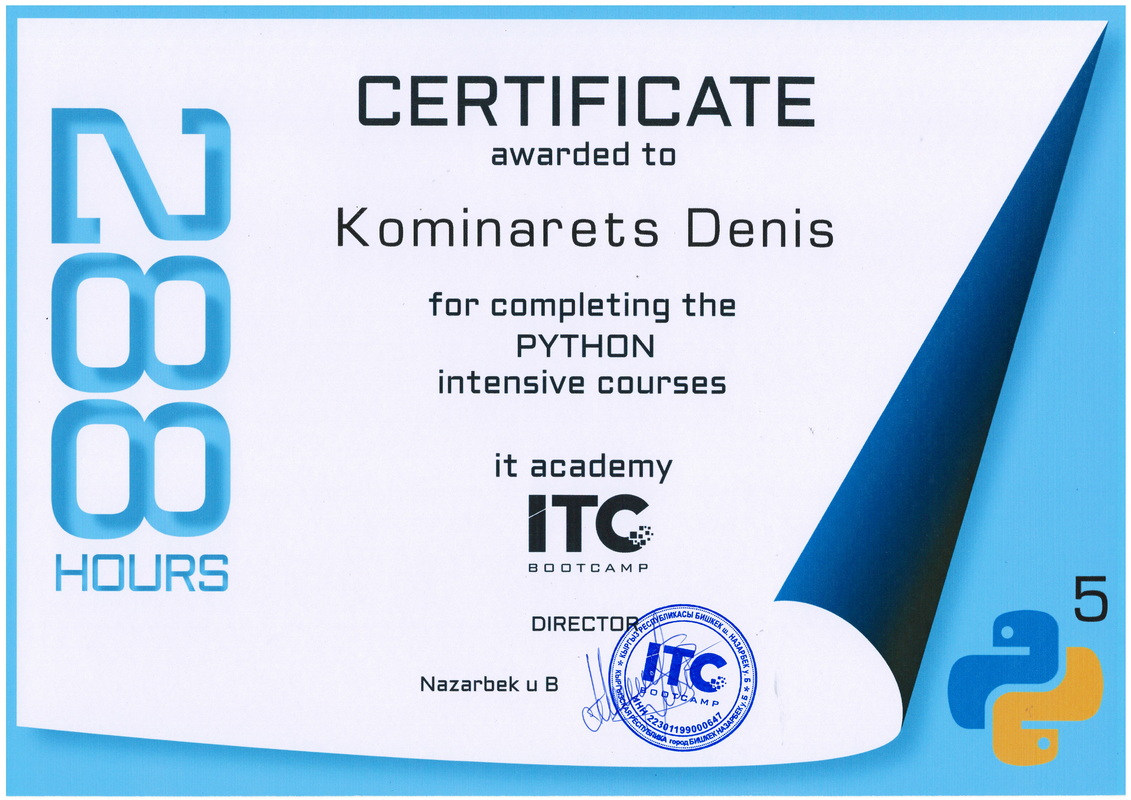 288
HOURS
CERTIFICATE
awarded to
Kominarets Denis
for completing the
PYTHON
intensive courses
it academy
ITC
BOOTCAMP
DIRECTOR
Nazarbek u B
КЫРГЫЗ РЕСПУБЛИКАСЫ БИШКЕК ш. НАЗАРБЕК у. Б
КЫРГЫЗСКАЯ РЕСПУБЛИКА город БИШКЕК НАЗАРБЕК у. Б
ITC
BOOTCAMP
ИНН 22301199000647
5